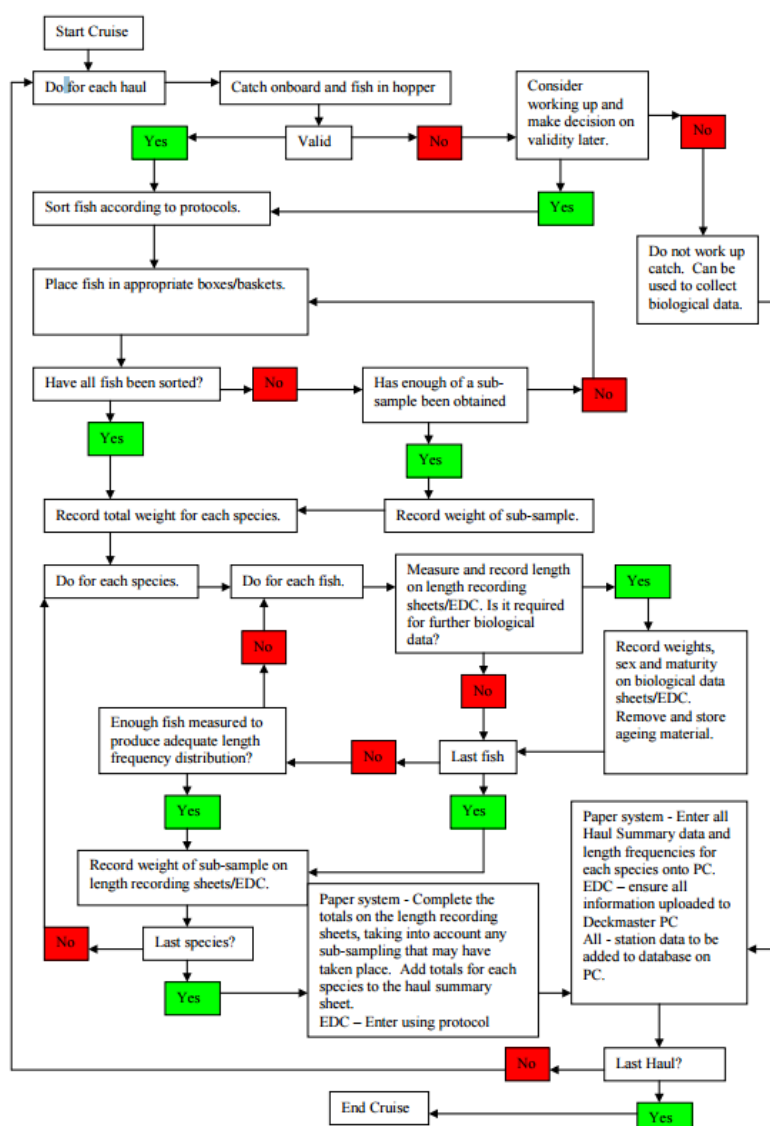 Start Cruise
Do for each haul
Catch onboard and fish in hopper
Consider
working up and
make decision on
validity later.
Yes
Valid
No
No
Sort fish according to protocols.
Yes
Do not work up
catch. Can be
used to collect
biological data.
Place fish in appropriate boxes/baskets.
Have all fish been sorted?
No
Has enough of a sub-
sample been obtained
No
Yes
Yes
Record total weight for each species.
Record weight of sub-sample.
Do for each species.
Do for each fish.
Measure and record length
on length recording
sheets/EDC. Is it required
for further biological
data?
Yes
No
Record weights,
sex and maturity
on biological data
sheets/EDC.
Remove and store
ageing material.
No
Enough fish measured to
produce adequate length
frequency distribution?
No
Last fish
Yes
Yes
Record weight of sub-sample on
length recording sheets/EDC.
Paper system - Enter all
Haul Summary data and
length frequencies for
each species onto PC.
EDC – ensure all
information uploaded to
Deckmaster PC
All - station data to be
added to database on
PC.
No
Last species?
Yes
Paper system - Complete the
totals on the length recording
sheets, taking into account any
sub-sampling that may have
taken place. Add totals for each
species to the haul summary
sheet.
EDC – Enter using protocol
No
Last Haul?
End Cruise
Yes